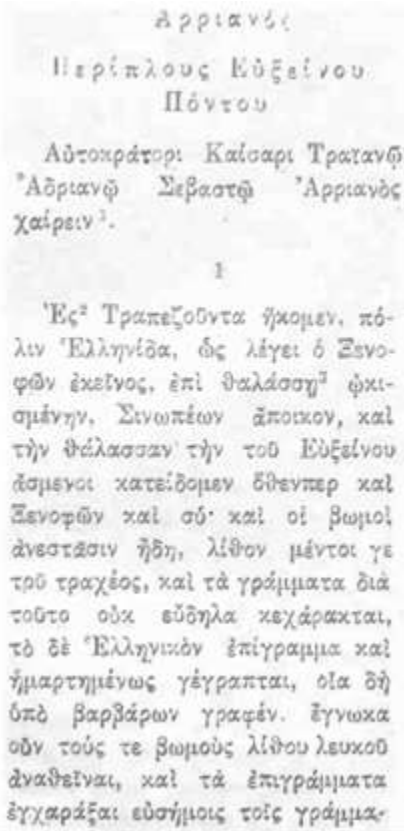 Ἀρριανός
Περίπλους Εὐξείνου
Πόντου
Αὐτοκράτορι Καίσαρι Τραϊανῷ
Ἀδριανῷ Σεβαστῷ Ἀρριανὸς
χαίρειν¹.
1
Ἐς² Τραπεζοῦντα ἥκομεν, πό-
λιν Ἑλληνίδα, ὡς λέγει ὁ Ξενο-
φῶν ἐκεῖνος, ἐπὶ θαλάσσῃ³ ᾠκι-
σμένην, Σινωπέων ἄποικον, καὶ
τὴν θάλασσαν τὴν τοῦ Εὐξείνου
ἄσμενοι κατείδομεν ὅθενπερ καὶ
Ξενοφῶν καὶ σύ· καὶ οἱ βωμοὶ
ἀνεστᾶσιν ἤδη, λίθου μέντοι γε
τοῦ τραχέος, καὶ τὰ γράμματα διὰ
τοῦτο οὐκ εὔδηλα κεχάρακται,
τὸ δὲ Ἑλληνικὸν ἐπίγραμμα καὶ
ἡμαρτημένως γέγραπται, οἷα δὴ
ὑπὸ βαρβάρων γραφέν. ἔγνωκα
οὖν τούς τε βωμοὺς λίθου λευκοῦ
ἀναθεῖναι, καὶ τὰ ἐπιγράμματα
ἐγχαράξαι εὐσήμοις τοῖς γράμμα-